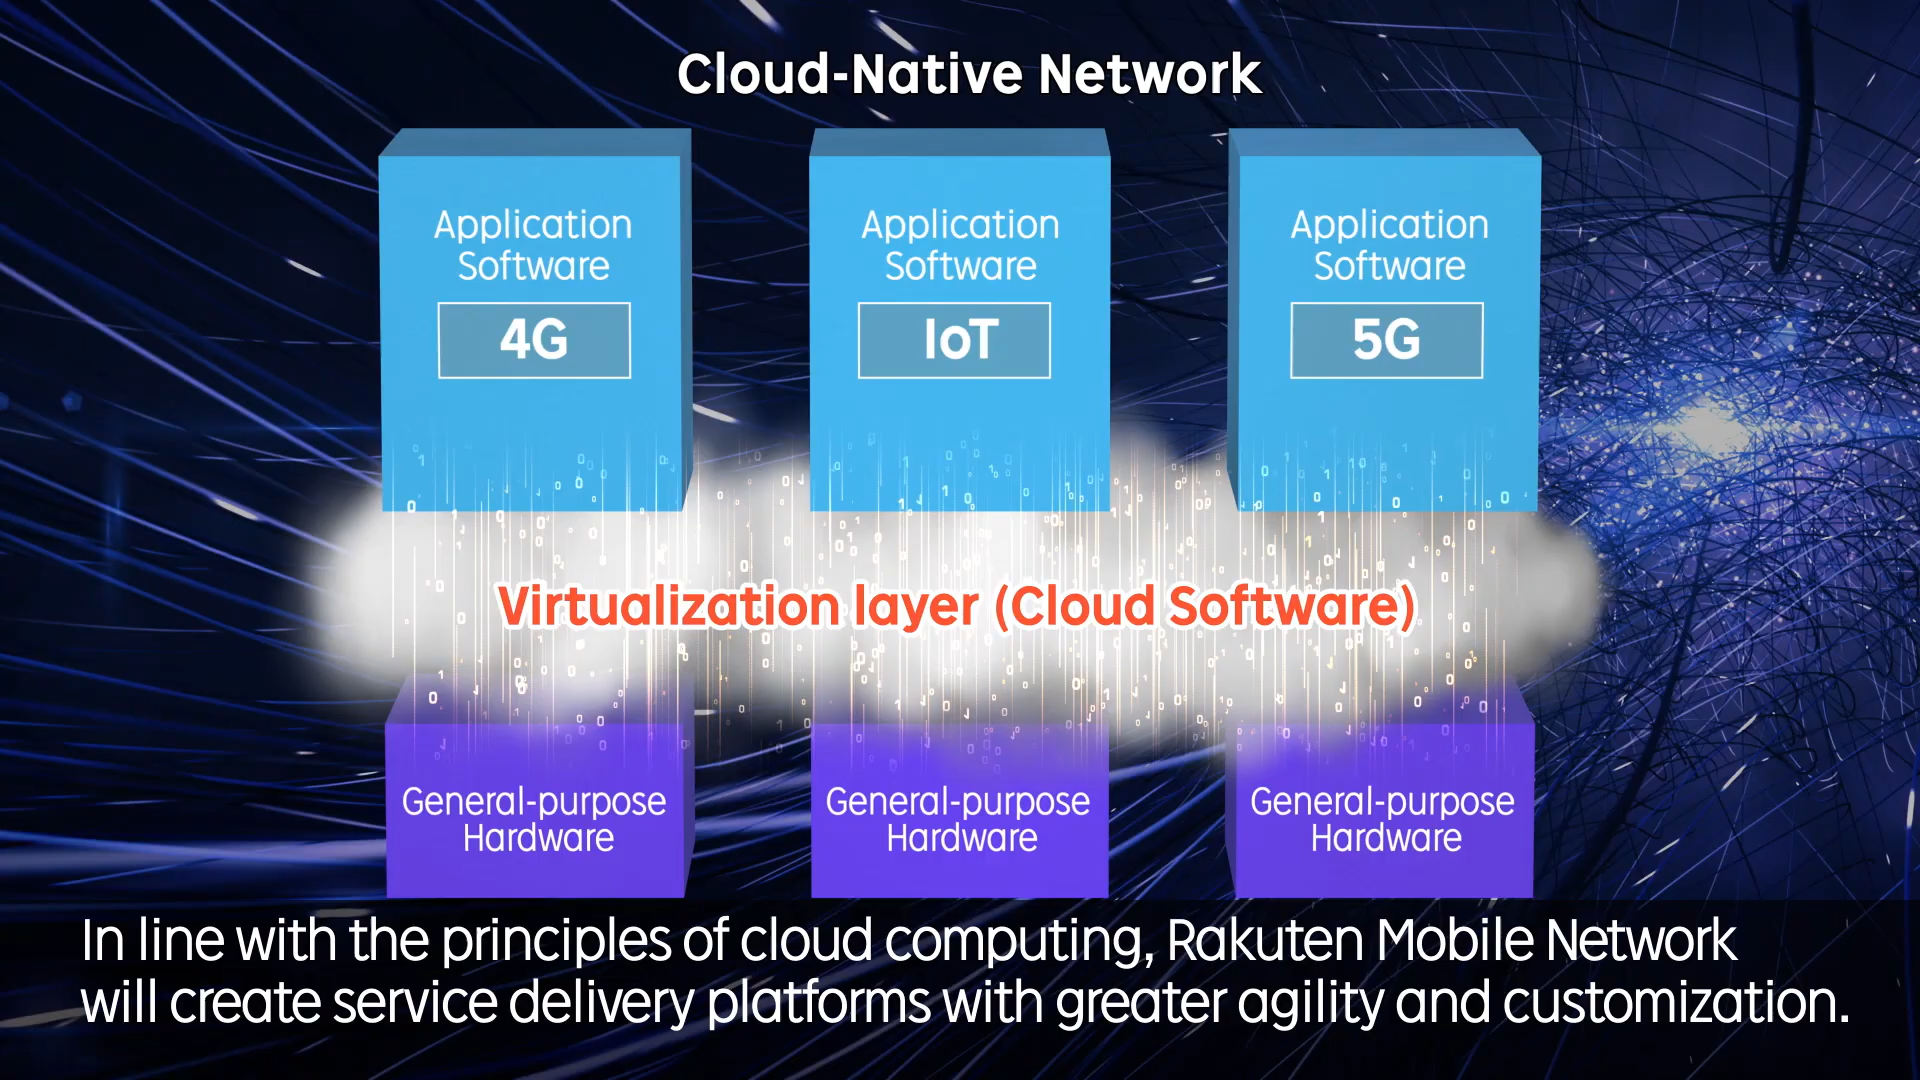 Cloud-Native Network
Application
Software
4G
Application
Software
IoT
Application
Software
5G
Virtualization layer (Cloud Software)
General-purpose
Hardware
General-purpose
Hardware
General-purpose
Hardware
In line with the principles of cloud computing, Rakuten Mobile Network
will create service delivery platforms with greater agility and customization.